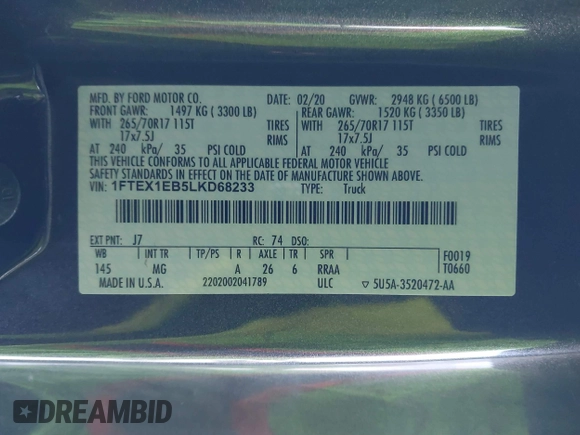 MFD. BY FORD MOTOR CO. DATE: 02/20 GVWR: 2948 KG ( 6500 LB)
FRONT GAWR: 1497 KG ( 3300 LB) REAR GAWR: 1520 KG ( 3350 LB)
WITH 265/70R17 115T TIRES WITH 265/70R17 115T TIRES
17x7.5J RIMS 17x7.5J RIMS
AT 240 kPa/ 35 PSI COLD AT 240 kPa/ 35 PSI COLD
THIS VEHICLE CONFORMS TO ALL APPLICABLE FEDERAL MOTOR VEHICLE
SAFETY STANDARDS IN EFFECT ON THE DATE OF MANUFACTURE SHOWN ABOVE.
VIN: 1FTEX1EB5LKD68233 TYPE: Truck
EXT PNT: J7 RC: 74 DSO:
WB INT TR TP/PS R AXLE TR SPR F0019
145 MG A 26 6 RRAA T0660
MADE IN U.S.A. 2202002041789 ULC ▽ 5U5A-3520472-AA
DREAMBID